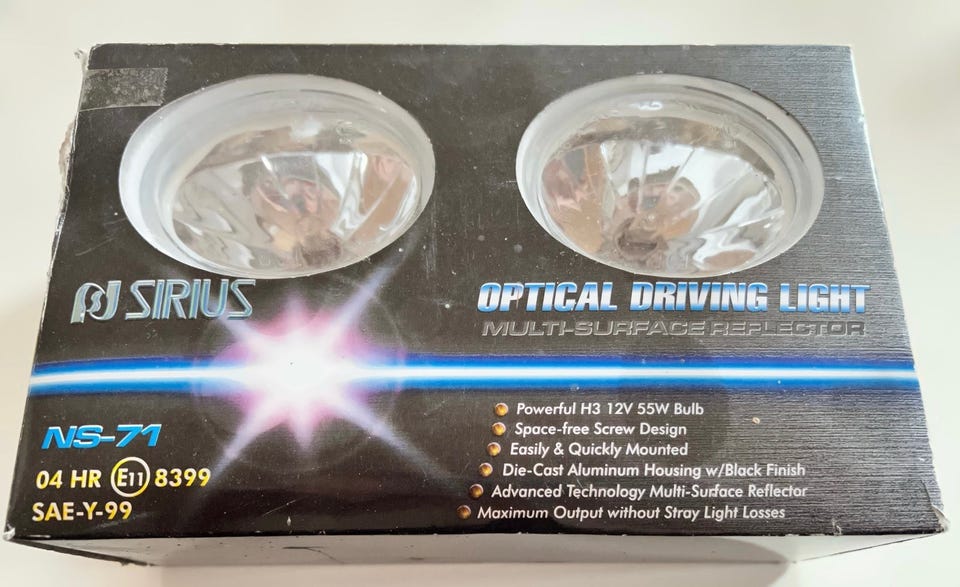 SIRIUS
OPTICAL DRIVING LIGHT
MULTI-SURFACE REFLECTOR
NS-71
04 HR E11 8399
SAE-Y-99
Powerful H3 12V 55W Bulb
Space-free Screw Design
Easily & Quickly Mounted
Die-Cast Aluminum Housing w/Black Finish
Advanced Technology Multi-Surface Reflector
Maximum Output without Stray Light Losses